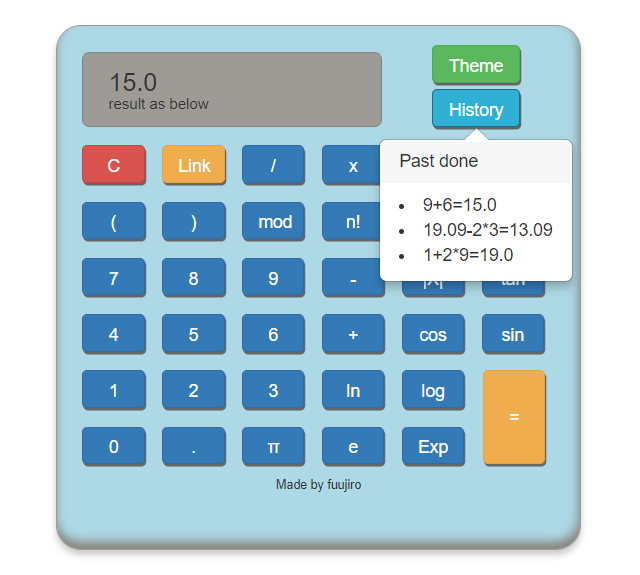 15.0
result as below
Theme
History
Past done
9+6=15.0
19.09-2*3=13.09
1+2*9=19.0
C Link / x
( ) mod n!
7 8 9 - |X| tan
4 5 6 + cos sin
1 2 3 ln log =
0 . π e Exp
Made by fuujiro